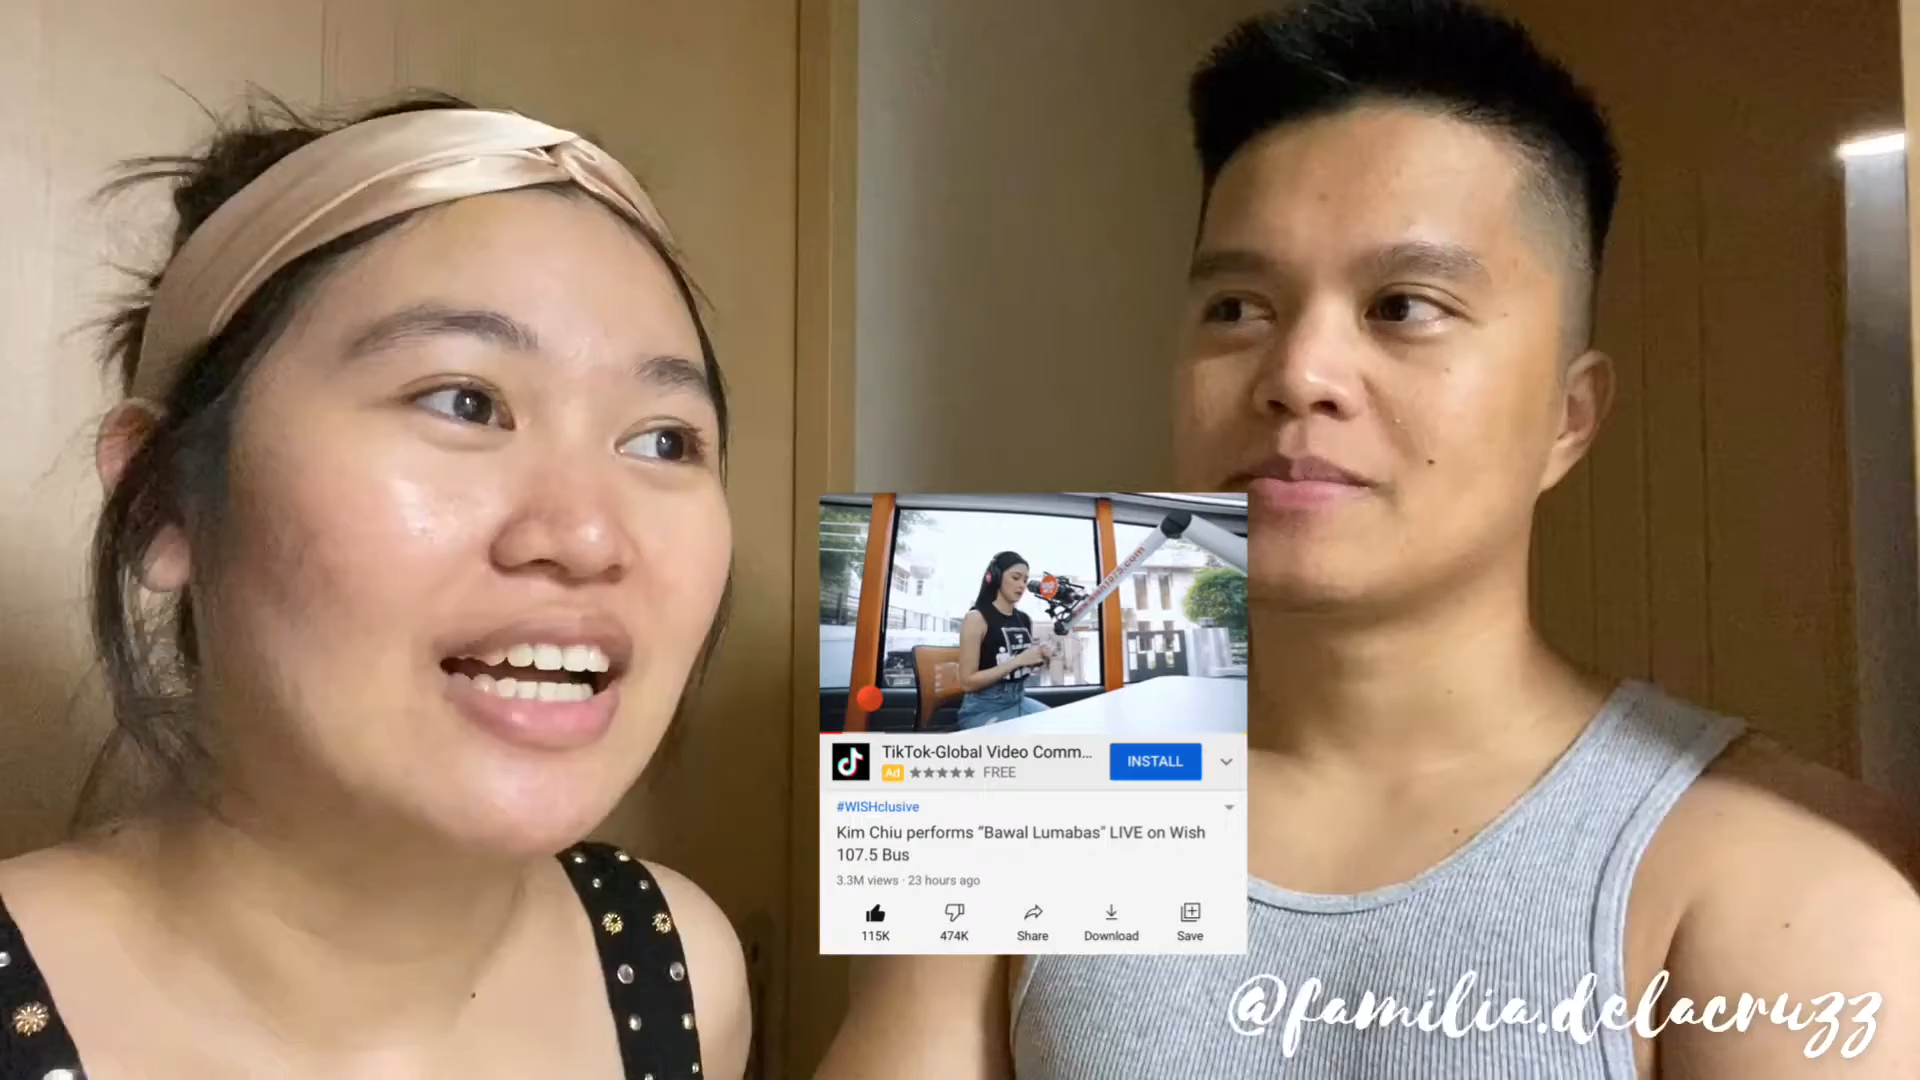 TikTok-Global Video Comm...
Ad ★★★★★ FREE
INSTALL
#WISHclusive
Kim Chiu performs "Bawal Lumabas" LIVE on Wish
107.5 Bus
3.3M views · 23 hours ago
115K
474K
Share
Download
Save
@familia.delacruzz